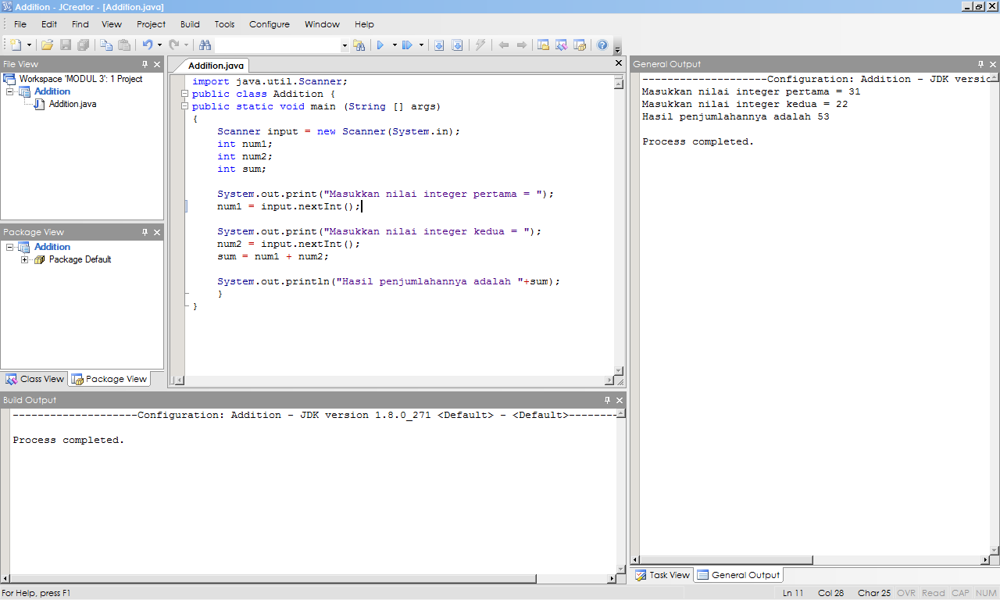 Addition - JCreator - [Addition.java]
File Edit Find View Project Build Tools Configure Window Help
File View
Workspace 'MODUL 3': 1 Project
Addition
Addition.java
Package View
Addition
Package Default
Class View Package View
Addition.java
import java.util.Scanner;
public class Addition {
public static void main (String [] args)
{
Scanner input = new Scanner(System.in);
int num1;
int num2;
int sum;
System.out.print("Masukkan nilai integer pertama = ");
num1 = input.nextInt();
System.out.print("Masukkan nilai integer kedua = ");
num2 = input.nextInt();
sum = num1 + num2;
System.out.println("Hasil penjumlahannya adalah "+sum);
}
}
General Output
--------------------Configuration: Addition - JDK versio
Masukkan nilai integer pertama = 31
Masukkan nilai integer kedua = 22
Hasil penjumlahannya adalah 53
Process completed.
Task View General Output
Build Output
--------------------Configuration: Addition - JDK version 1.8.0_271 <Default> - <Default>--------
Process completed.
For Help, press F1
Ln 11 Col 28 Char 25 OVR Read CAP NUM